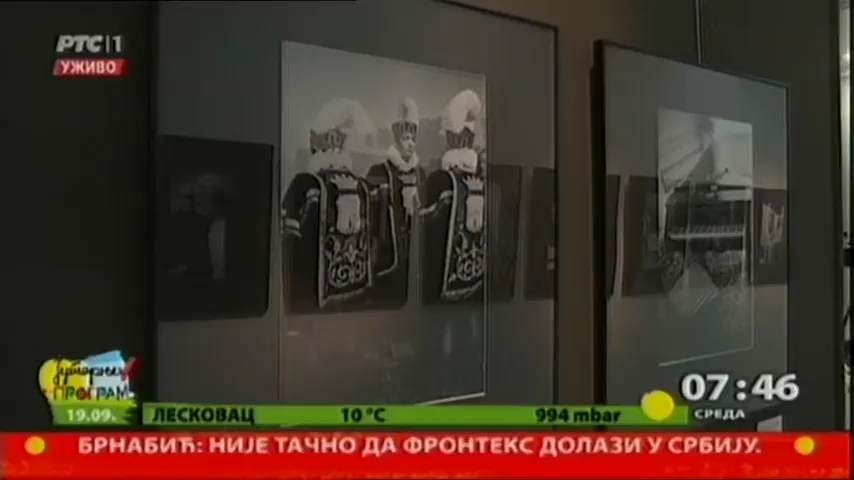 РТС|1
УЖИВО
Јутарњи
ПРОГРАМ
19.09.
ЛЕСКОВАЦ 10°C 994 mbar
07:46
СРЕДА
БРНАБИЋ: НИЈЕ ТАЧНО ДА ФРОНТЕКС ДОЛАЗИ У СРБИЈУ.